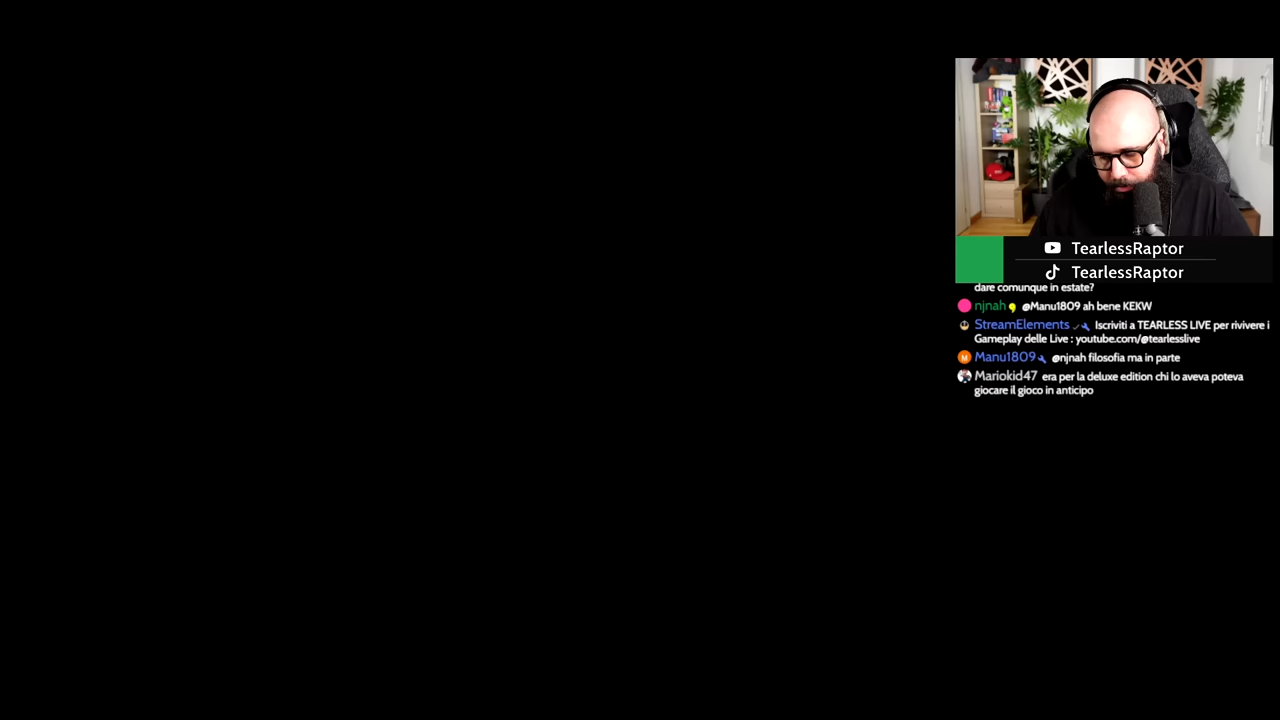 TearlessRaptor
TearlessRaptor
dare comunque in estate?
njnah @Manu1809 ah bene KEKW
StreamElements Iscriviti a TEARLESS LIVE per rivivere i
Gameplay delle Live : youtube.com/@tearlesslive
M Manu1809 @njnah filosofia ma in parte
Mariokid47 era per la deluxe edition chi lo aveva poteva
giocare il gioco in anticipo